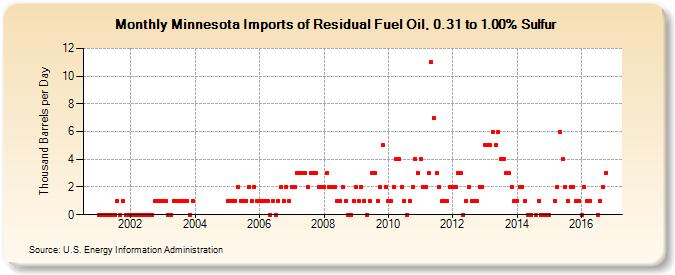 Monthly Minnesota Imports of Residual Fuel Oil, 0.31 to 1.00% Sulfur
Thousand Barrels per Day
12
10
8
6
4
2
0
2002 2004 2006 2008 2010 2012 2014 2016
Source: U.S. Energy Information Administration